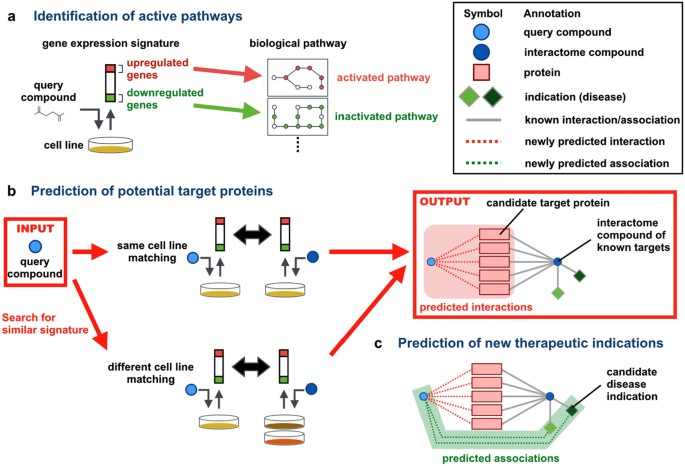 a Identification of active pathways
gene expression signature
biological pathway
upregulated
genes
activated pathway
query
compound
downregulated
genes
inactivated pathway
cell line
Symbol Annotation
query compound
interactome compound
protein
indication (disease)
known interaction/association
newly predicted interaction
newly predicted association
b Prediction of potential target proteins
INPUT
query
compound
same cell line
matching
Search for
similar signature
different cell line
matching
OUTPUT
candidate target protein
interactome
compound of
known targets
predicted interactions
c Prediction of new therapeutic indications
candidate
disease
indication
predicted associations